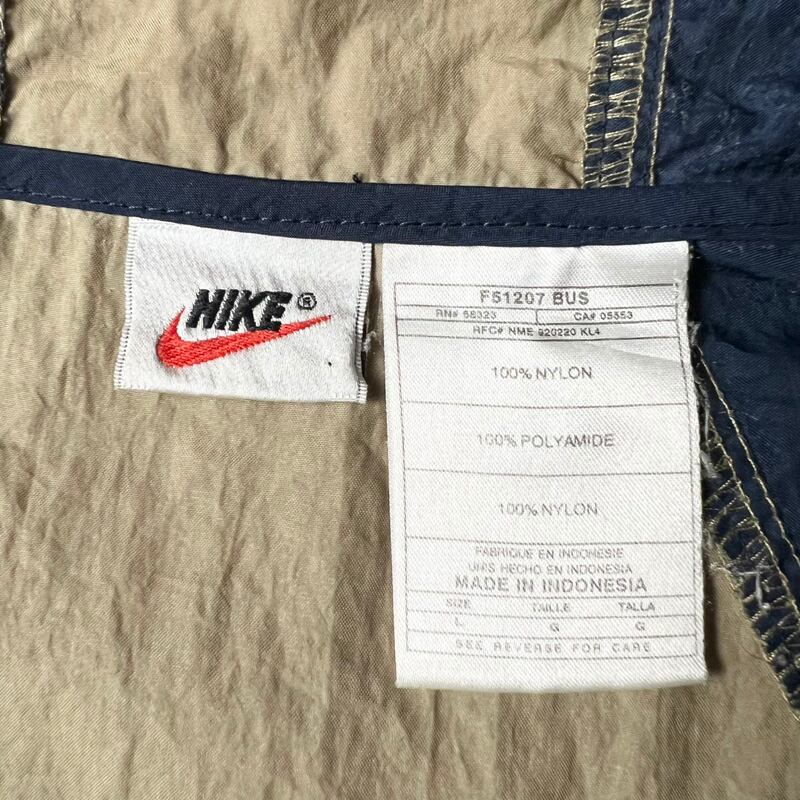 NIKE®
F51207 BUS
RN# 56323 CA# 05553
RFC# NME 920220 KL4
100% NYLON
100% POLYAMIDE
100% NYLON
FABRIQUE EN INDONESIE
UNIS HECHO EN INDONESIA
MADE IN INDONESIA
SIZE TAILLE TALLA
L G G
SEE REVERSE FOR CARE